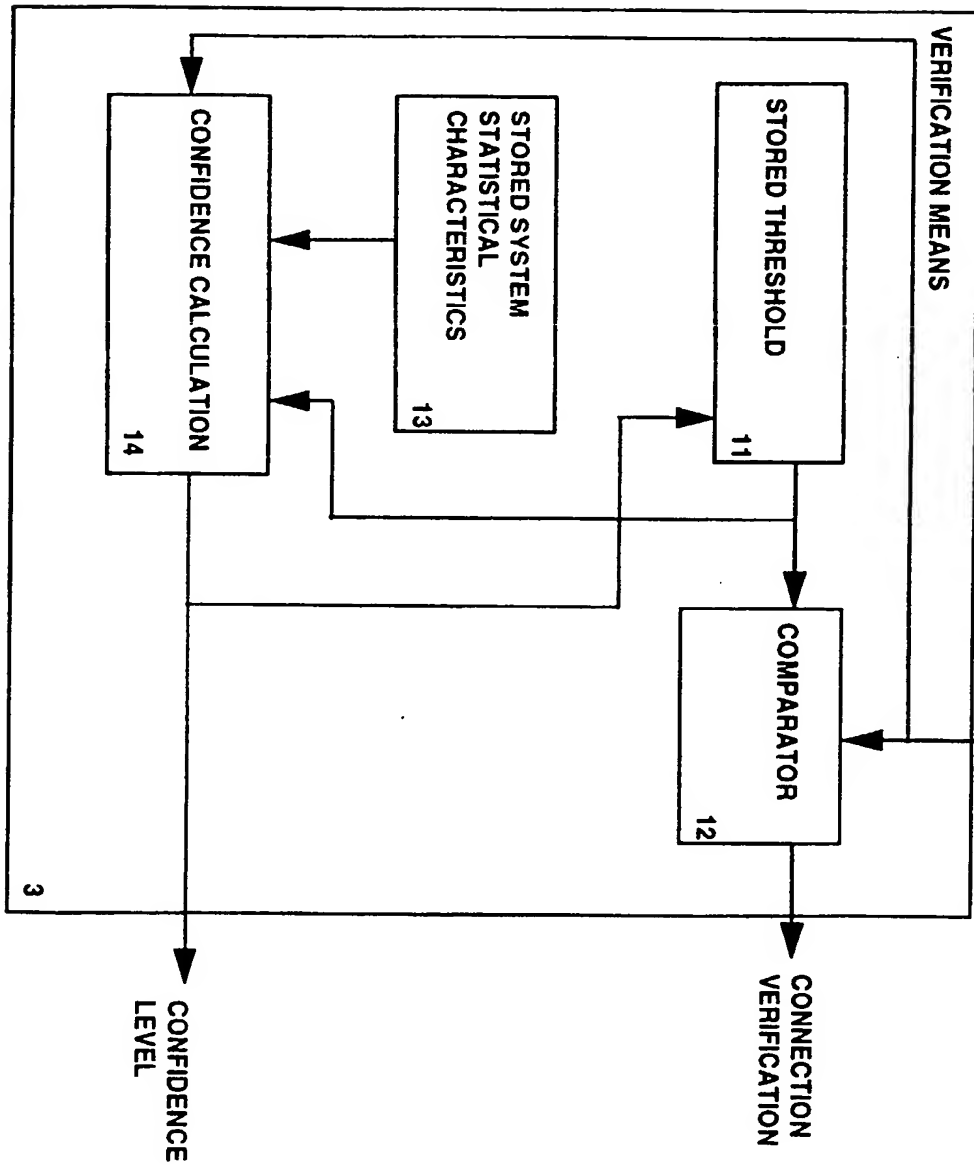 VERIFICATION MEANS
STORED THRESHOLD
11
COMPARATOR
12
CONNECTION
VERIFICATION
STORED SYSTEM
STATISTICAL
CHARACTERISTICS
13
CONFIDENCE CALCULATION
14
3
CONFIDENCE
LEVEL